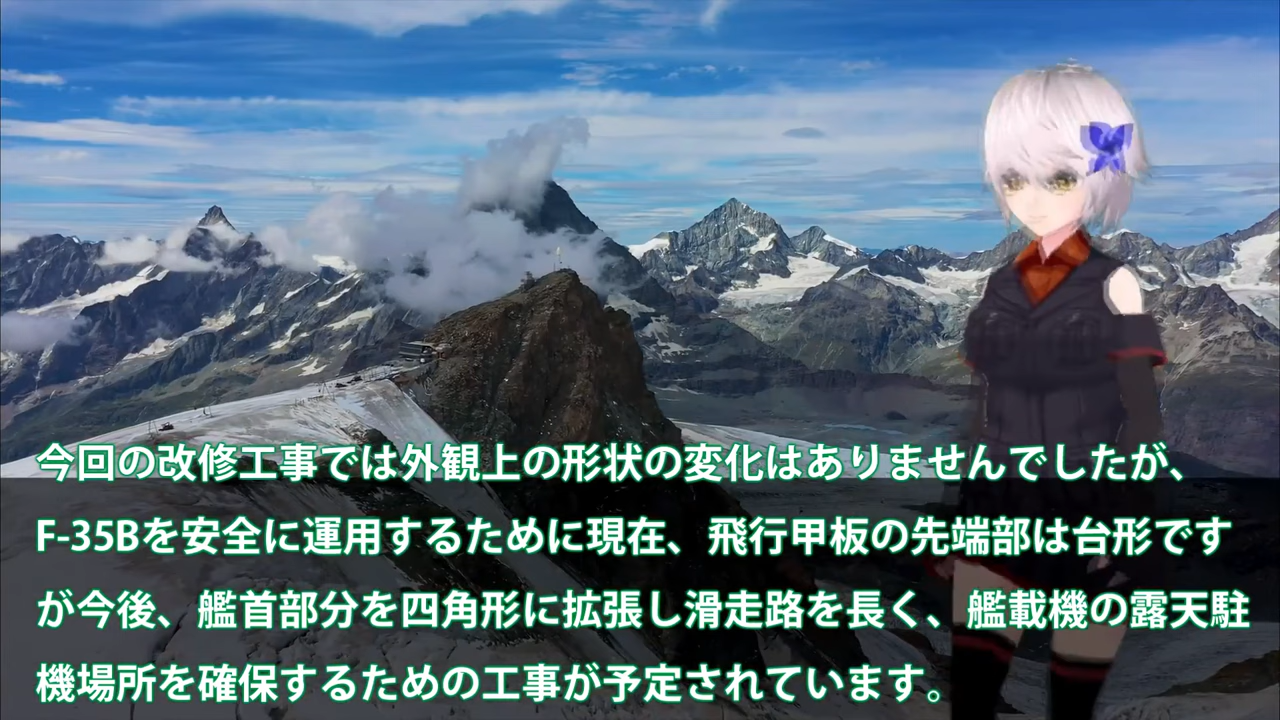 今回の改修工事では外観上の形状の変化はありませんでしたが、
F-35Bを安全に運用するために現在、飛行甲板の先端部は台形です
が今後、艦首部分を四角形に拡張し滑走路を長く、艦載機の露天駐
機場所を確保するための工事が予定されています。